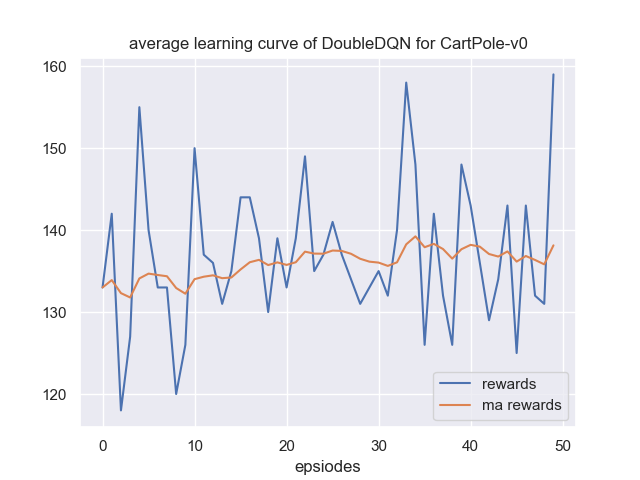 average learning curve of DoubleDQN for CartPole-v0
160
150
140
130
120
0 10 20 30 40 50
epsiodes
rewards
ma rewards